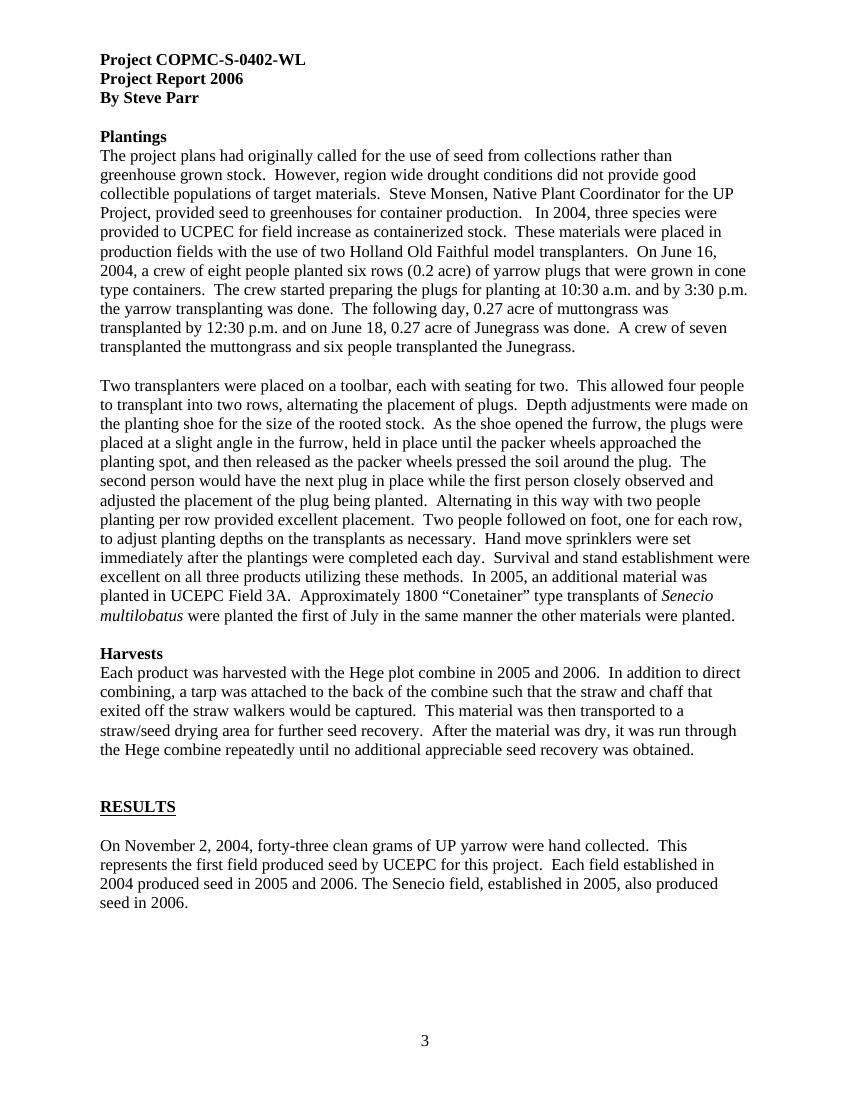 Project COPMC-S-0402-WL
Project Report 2006
By Steve Parr
Plantings
The project plans had originally called for the use of seed from collections rather than
greenhouse grown stock.  However, region wide drought conditions did not provide good
collectible populations of target materials.  Steve Monsen, Native Plant Coordinator for the UP
Project, provided seed to greenhouses for container production.   In 2004, three species were
provided to UCPEC for field increase as containerized stock.  These materials were placed in
production fields with the use of two Holland Old Faithful model transplanters.  On June 16,
2004, a crew of eight people planted six rows (0.2 acre) of yarrow plugs that were grown in cone
type containers.  The crew started preparing the plugs for planting at 10:30 a.m. and by 3:30 p.m.
the yarrow transplanting was done.  The following day, 0.27 acre of muttongrass was
transplanted by 12:30 p.m. and on June 18, 0.27 acre of Junegrass was done.  A crew of seven
transplanted the muttongrass and six people transplanted the Junegrass.
Two transplanters were placed on a toolbar, each with seating for two.  This allowed four people
to transplant into two rows, alternating the placement of plugs.  Depth adjustments were made on
the planting shoe for the size of the rooted stock.  As the shoe opened the furrow, the plugs were
placed at a slight angle in the furrow, held in place until the packer wheels approached the
planting spot, and then released as the packer wheels pressed the soil around the plug.  The
second person would have the next plug in place while the first person closely observed and
adjusted the placement of the plug being planted.  Alternating in this way with two people
planting per row provided excellent placement.  Two people followed on foot, one for each row,
to adjust planting depths on the transplants as necessary.  Hand move sprinklers were set
immediately after the plantings were completed each day.  Survival and stand establishment were
excellent on all three products utilizing these methods.  In 2005, an additional material was
planted in UCEPC Field 3A.  Approximately 1800 “Conetainer” type transplants of Senecio
multilobatus were planted the first of July in the same manner the other materials were planted.
Harvests
Each product was harvested with the Hege plot combine in 2005 and 2006.  In addition to direct
combining, a tarp was attached to the back of the combine such that the straw and chaff that
exited off the straw walkers would be captured.  This material was then transported to a
straw/seed drying area for further seed recovery.  After the material was dry, it was run through
the Hege combine repeatedly until no additional appreciable seed recovery was obtained.
RESULTS
On November 2, 2004, forty-three clean grams of UP yarrow were hand collected.  This
represents the first field produced seed by UCEPC for this project.  Each field established in
2004 produced seed in 2005 and 2006. The Senecio field, established in 2005, also produced
seed in 2006.
3